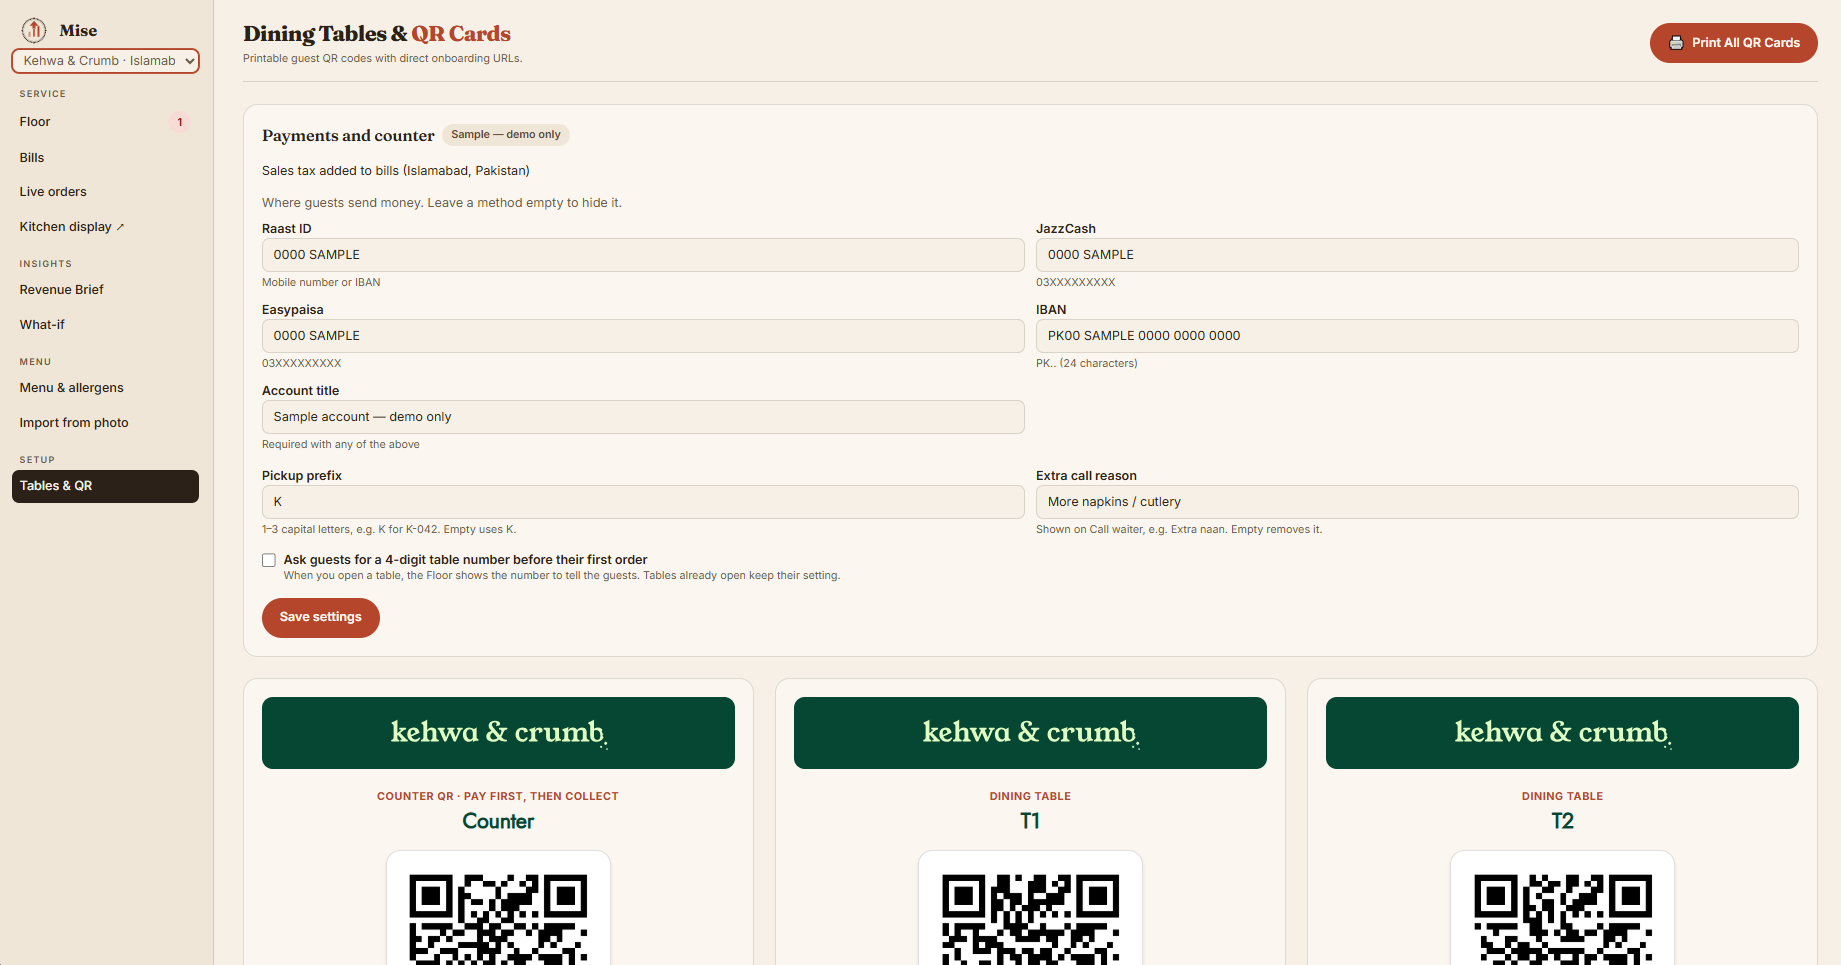 Mise
Kehwa & Crumb · Islamab
SERVICE
Floor 1
Bills
Live orders
Kitchen display ↗
INSIGHTS
Revenue Brief
What-if
MENU
Menu & allergens
Import from photo
SETUP
Tables & QR
Dining Tables & QR Cards
Printable guest QR codes with direct onboarding URLs.
Print All QR Cards
Payments and counter Sample — demo only
Sales tax added to bills (Islamabad, Pakistan)
Where guests send money. Leave a method empty to hide it.
Raast ID
0000 SAMPLE
Mobile number or IBAN
JazzCash
0000 SAMPLE
03XXXXXXXXX
Easypaisa
0000 SAMPLE
03XXXXXXXXX
IBAN
PK00 SAMPLE 0000 0000 0000
PK.. (24 characters)
Account title
Sample account — demo only
Required with any of the above
Pickup prefix
K
1–3 capital letters, e.g. K for K-042. Empty uses K.
Extra call reason
More napkins / cutlery
Shown on Call waiter, e.g. Extra naan. Empty removes it.
Ask guests for a 4-digit table number before their first order
When you open a table, the Floor shows the number to tell the guests. Tables already open keep their setting.
Save settings
kehwa & crumb
COUNTER QR · PAY FIRST, THEN COLLECT
Counter
kehwa & crumb
DINING TABLE
T1
kehwa & crumb
DINING TABLE
T2